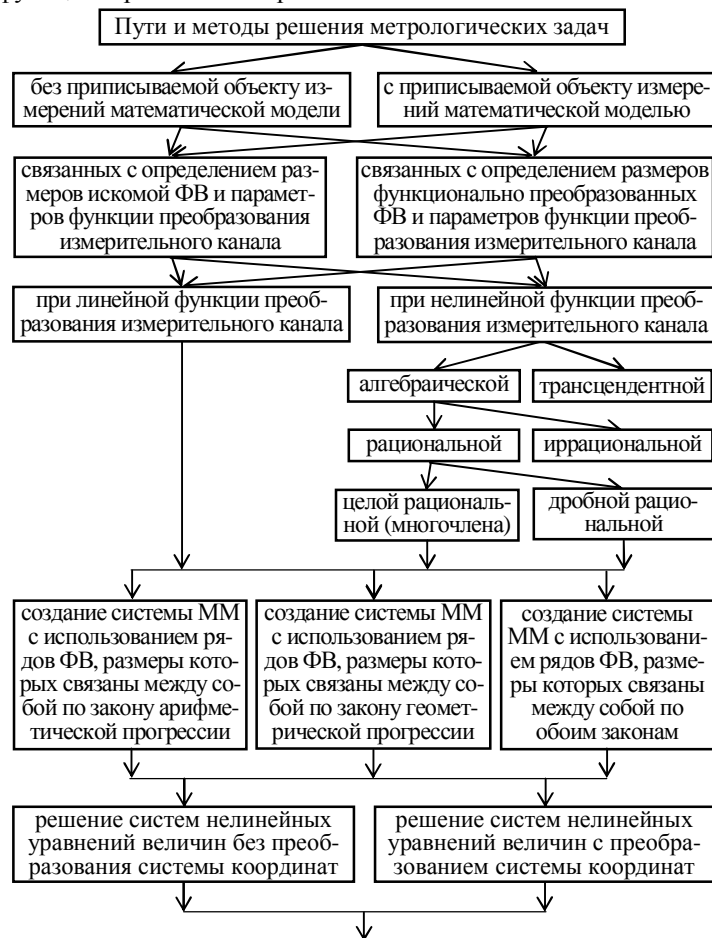 Пути и методы решения метрологических задач
без приписываемой объекту из-
мерений математической модели
с приписываемой объекту измере-
ний математической моделью
связанных с определением раз-
меров искомой ФВ и парамет-
ров функции преобразования
измерительного канала
связанных с определением размеров
функционально преобразованных
ФВ и параметров функции преоб-
разования измерительного канала
при линейной функции преоб-
разования измерительного канала
при нелинейной функции преоб-
разования измерительного канала
алгебраической
трансцендентной
рациональной
иррациональной
целой рациональ-
ной (многочлена)
дробной рацио-
нальной
создание системы ММ
с использованием ря-
дов ФВ, размеры кото-
рых связаны между со-
бой по закону арифме-
тической прогрессии
создание системы ММ
с использованием ря-
дов ФВ, размеры кото-
рых связаны между со-
бой по закону геомет-
рической прогрессии
создание системы
ММ с использовани-
ем рядов ФВ, разме-
ры которых связаны
между собой по
обоим законам
решение систем нелинейных
уравнений величин без преоб-
разования системы координат
решение систем нелинейных
уравнений величин с преобра-
зованием системы координат